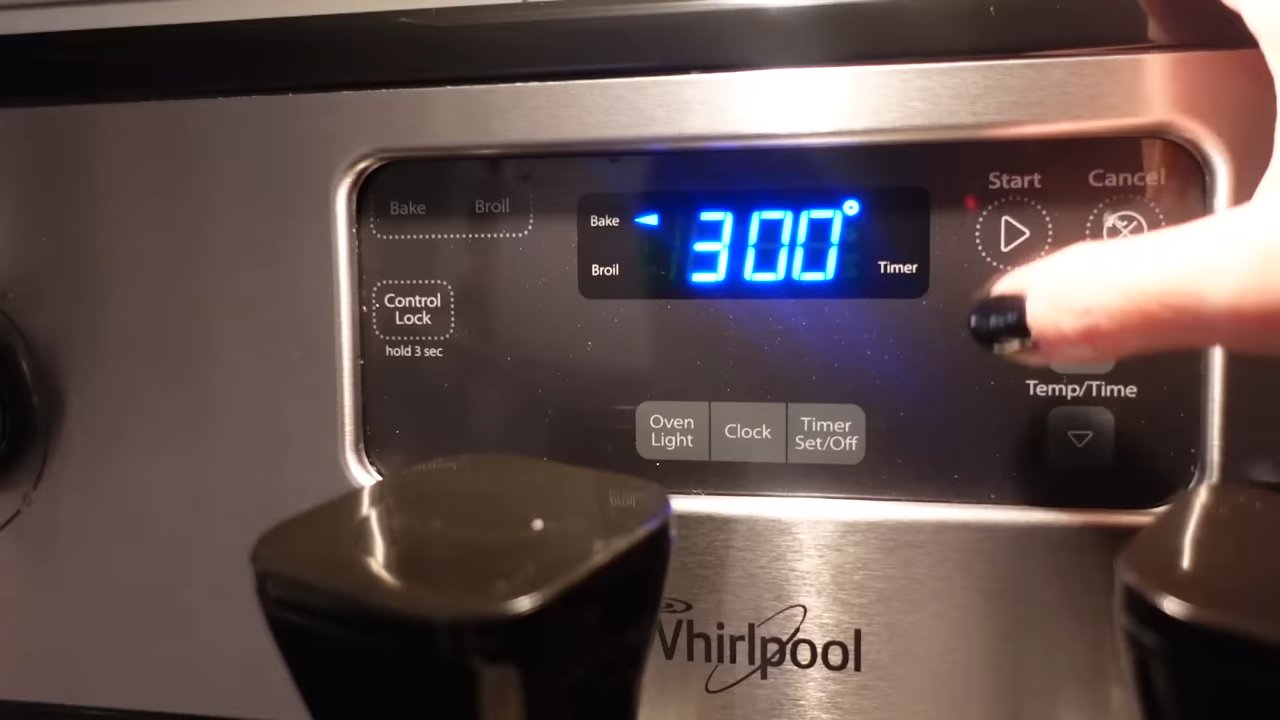 Bake Broil
Control
Lock
hold 3 sec
Bake
Broil
300°
Timer
Start Cancel
Temp/Time
Oven
Light
Clock
Timer
Set/Off
Whirlpool